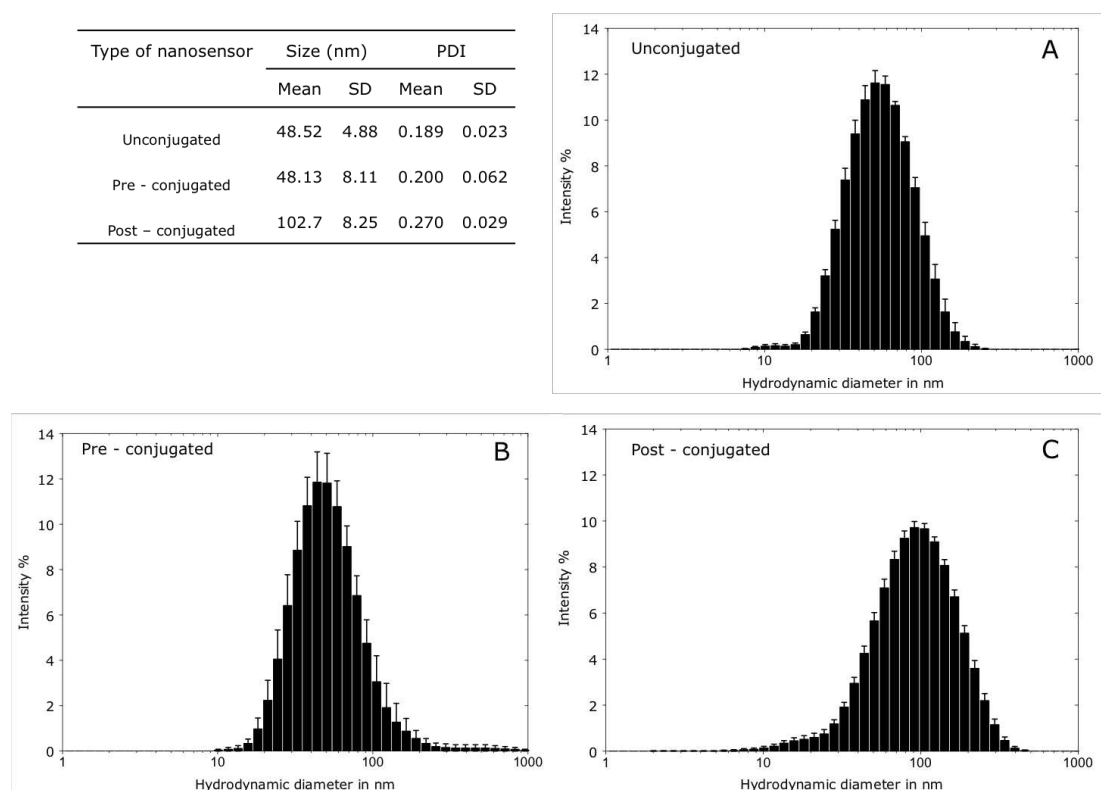 Type of nanosensor Size (nm) PDI
Mean SD Mean SD
Unconjugated 48.52 4.88 0.189 0.023
Pre - conjugated 48.13 8.11 0.200 0.062
Post – conjugated 102.7 8.25 0.270 0.029
Unconjugated A
14
12
10
8
6
4
2
0
Intensity %
1 10 100 1000
Hydrodynamic diameter in nm
Pre - conjugated B
14
12
10
8
6
4
2
0
Intensity %
1 10 100 1000
Hydrodynamic diameter in nm
Post - conjugated C
14
12
10
8
6
4
2
0
Intensity %
1 10 100 1000
Hydrodynamic diameter in nm